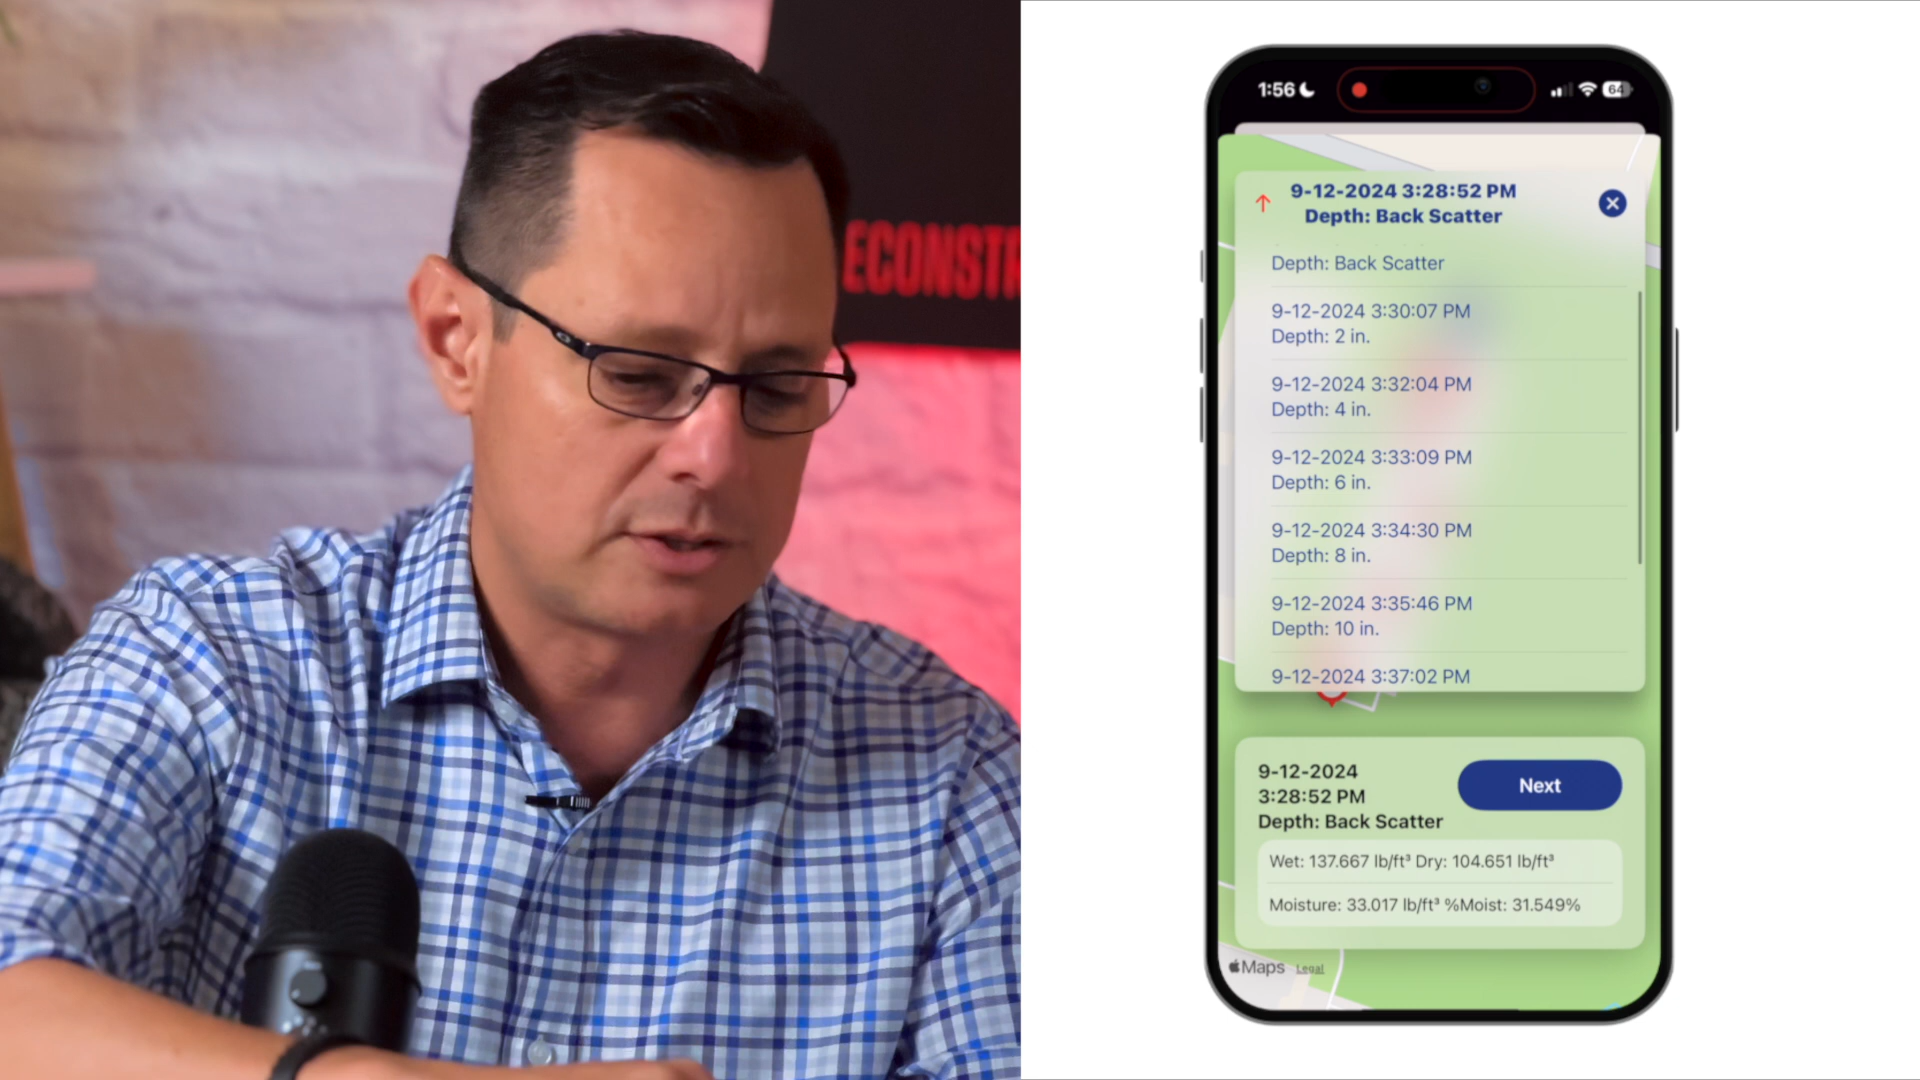 ECONSTR
1:56
64
9-12-2024 3:28:52 PM
Depth: Back Scatter
Depth: Back Scatter
9-12-2024 3:30:07 PM
Depth: 2 in.
9-12-2024 3:32:04 PM
Depth: 4 in.
9-12-2024 3:33:09 PM
Depth: 6 in.
9-12-2024 3:34:30 PM
Depth: 8 in.
9-12-2024 3:35:46 PM
Depth: 10 in.
9-12-2024 3:37:02 PM
9-12-2024
3:28:52 PM
Depth: Back Scatter
Next
Wet: 137.667 lb/ft³ Dry: 104.651 lb/ft³
Moisture: 33.017 lb/ft³ %Moist: 31.549%
Maps Legal